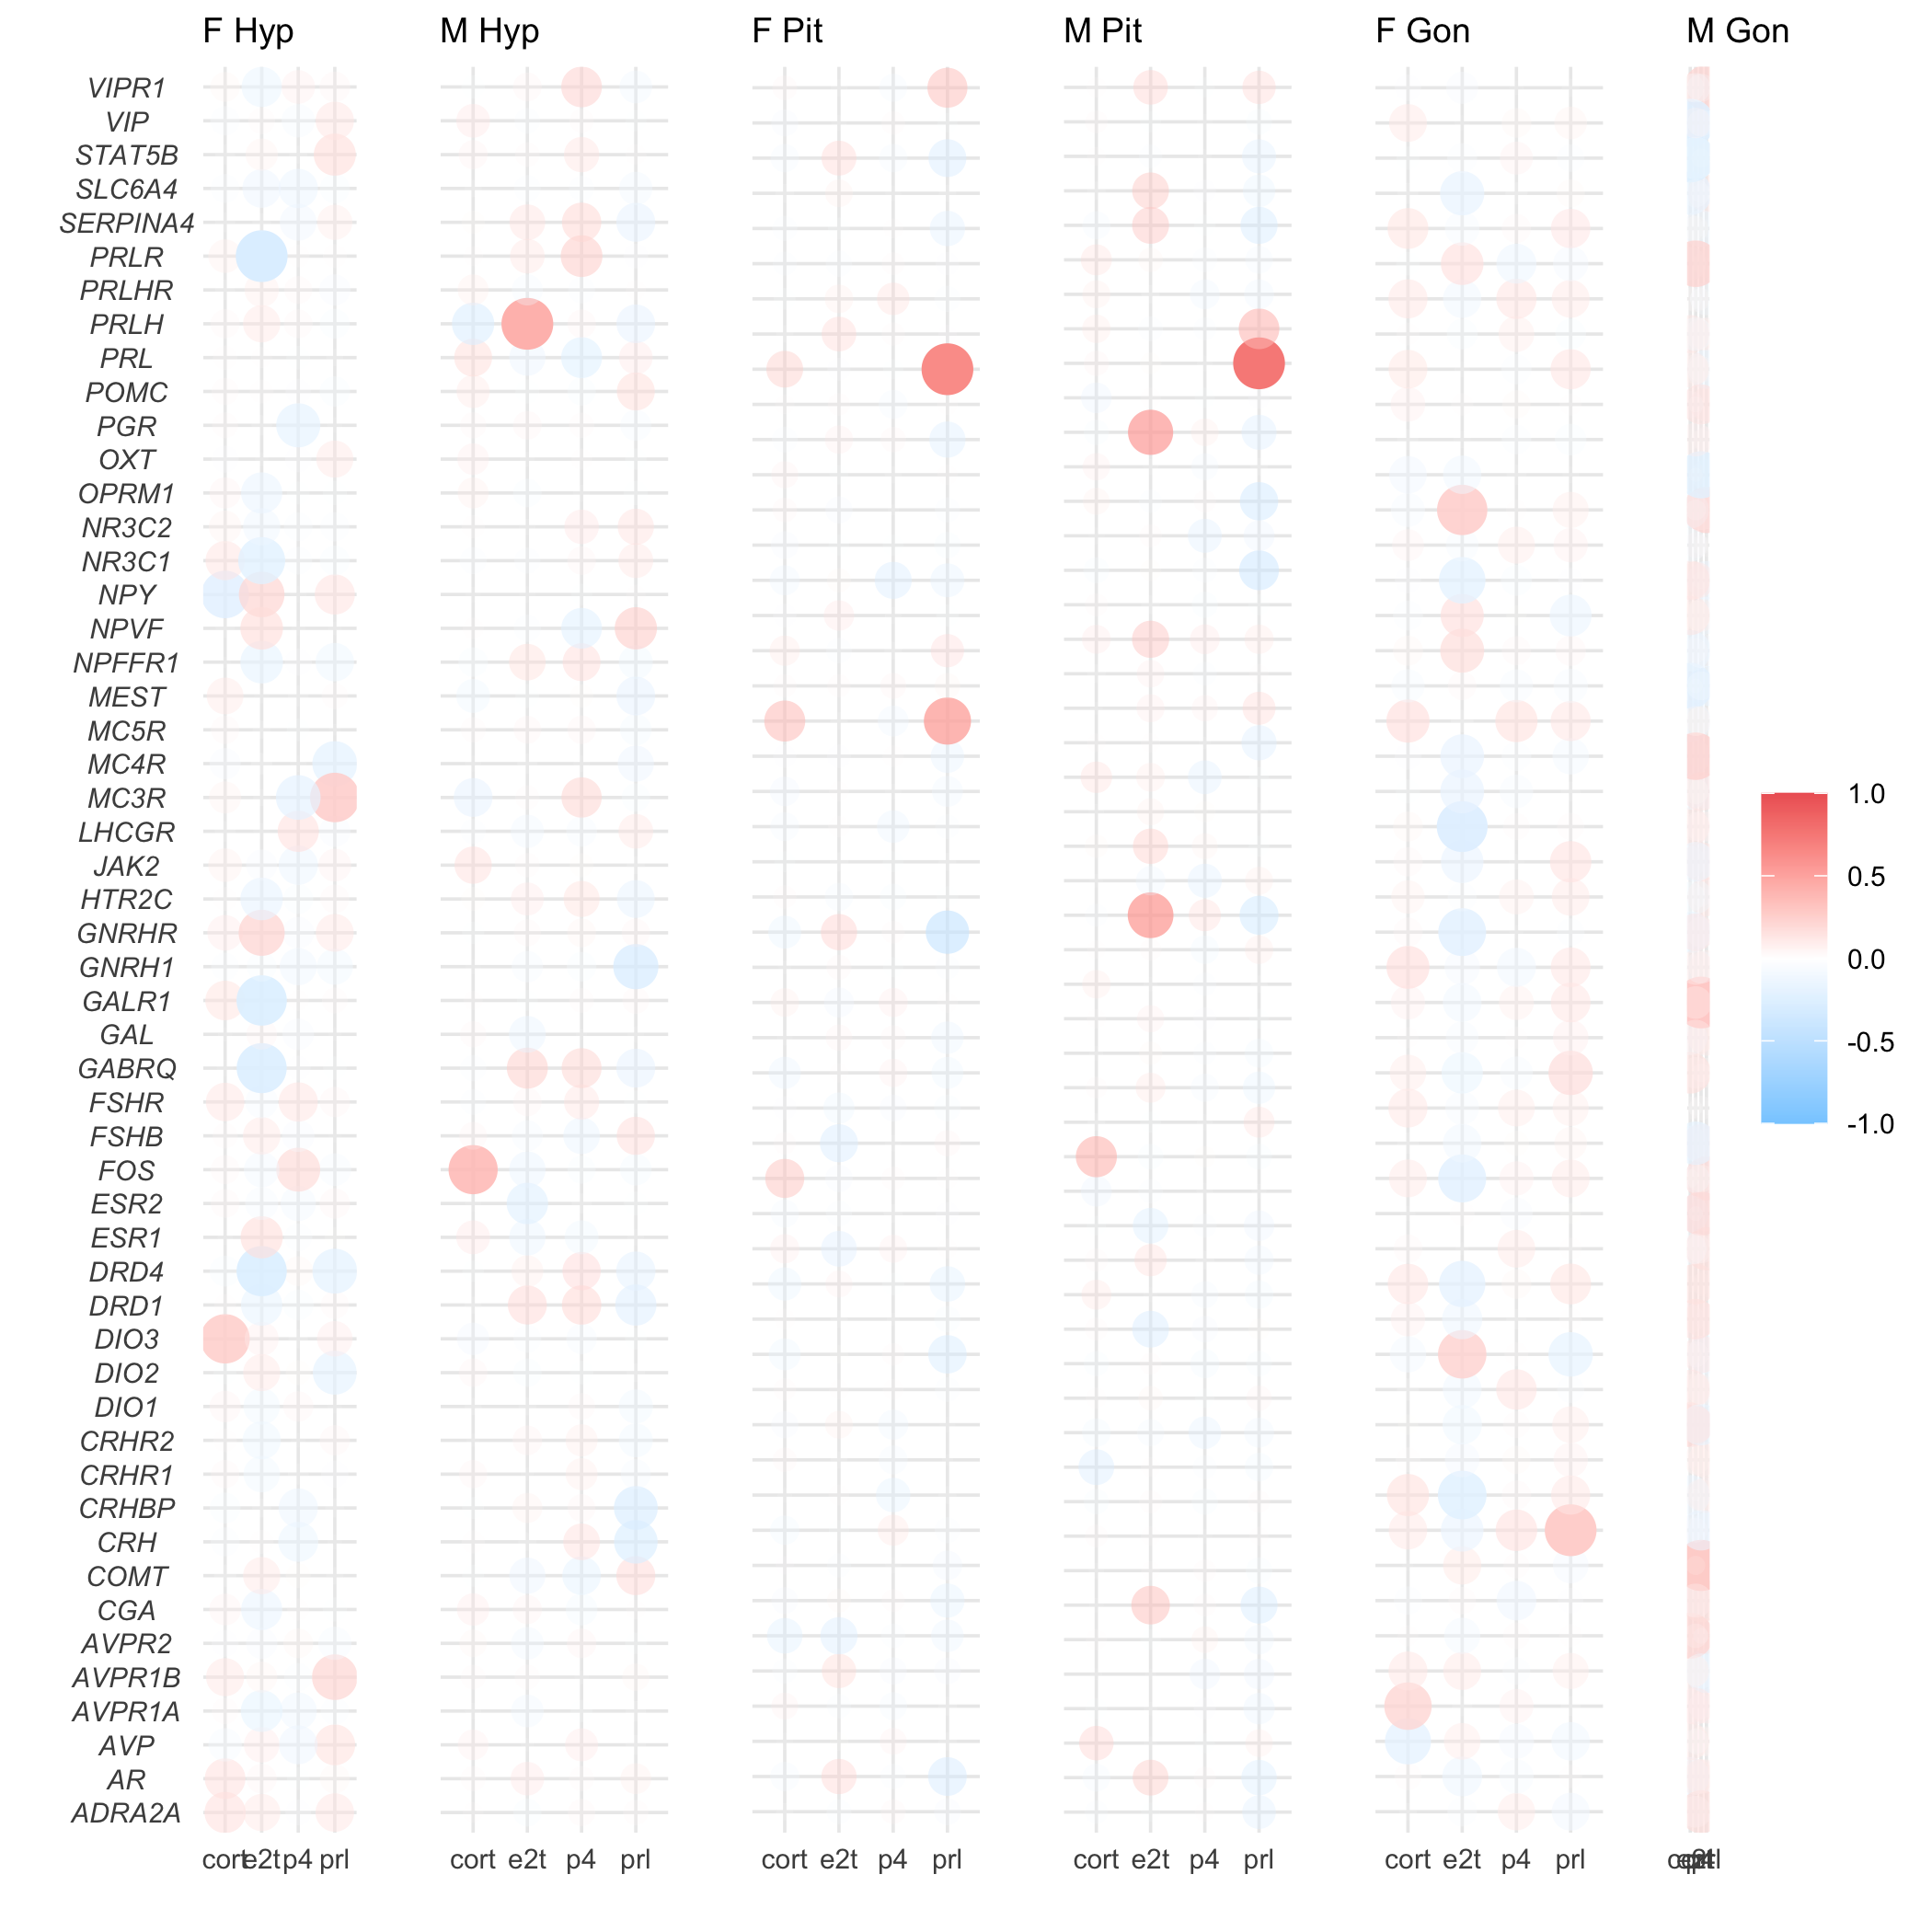 F Hyp M Hyp F Pit M Pit F Gon M Gon
VIPR1
VIP
STAT5B
SLC6A4
SERPINA4
PRLR
PRLHR
PRLH
PRL
POMC
PGR
OXT
OPRM1
NR3C2
NR3C1
NPY
NPVF
NPFFR1
MEST
MC5R
MC4R
MC3R
LHCGR
JAK2
HTR2C
GNRHR
GNRH1
GALR1
GAL
GABRQ
FSHR
FSHB
FOS
ESR2
ESR1
DRD4
DRD1
DIO3
DIO2
DIO1
CRHR2
CRHR1
CRHBP
CRH
COMT
CGA
AVPR2
AVPR1B
AVPR1A
AVP
AR
ADRA2A
1.0
0.5
0.0
-0.5
-1.0
cort e2t p4 prl cort e2t p4 prl cort e2t p4 prl cort e2t p4 prl cort e2t p4 prl